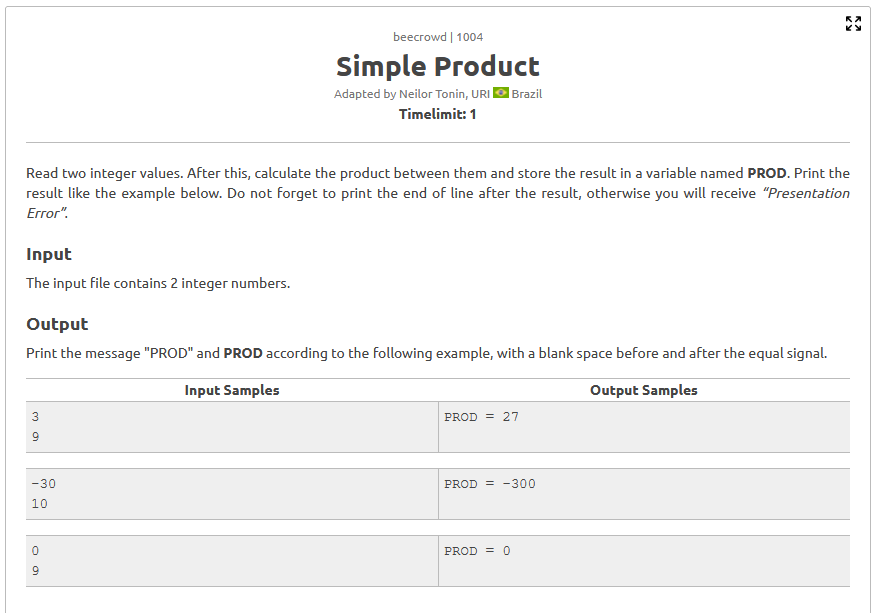 beecrowd | 1004
Simple Product
Adapted by Neilor Tonin, URI Brazil
Timelimit: 1
Read two integer values. After this, calculate the product between them and store the result in a variable named PROD. Print the
result like the example below. Do not forget to print the end of line after the result, otherwise you will receive “Presentation
Error”.
Input
The input file contains 2 integer numbers.
Output
Print the message "PROD" and PROD according to the following example, with a blank space before and after the equal signal.
Input Samples Output Samples
3 PROD = 27
9
-30 PROD = -300
10
0 PROD = 0
9